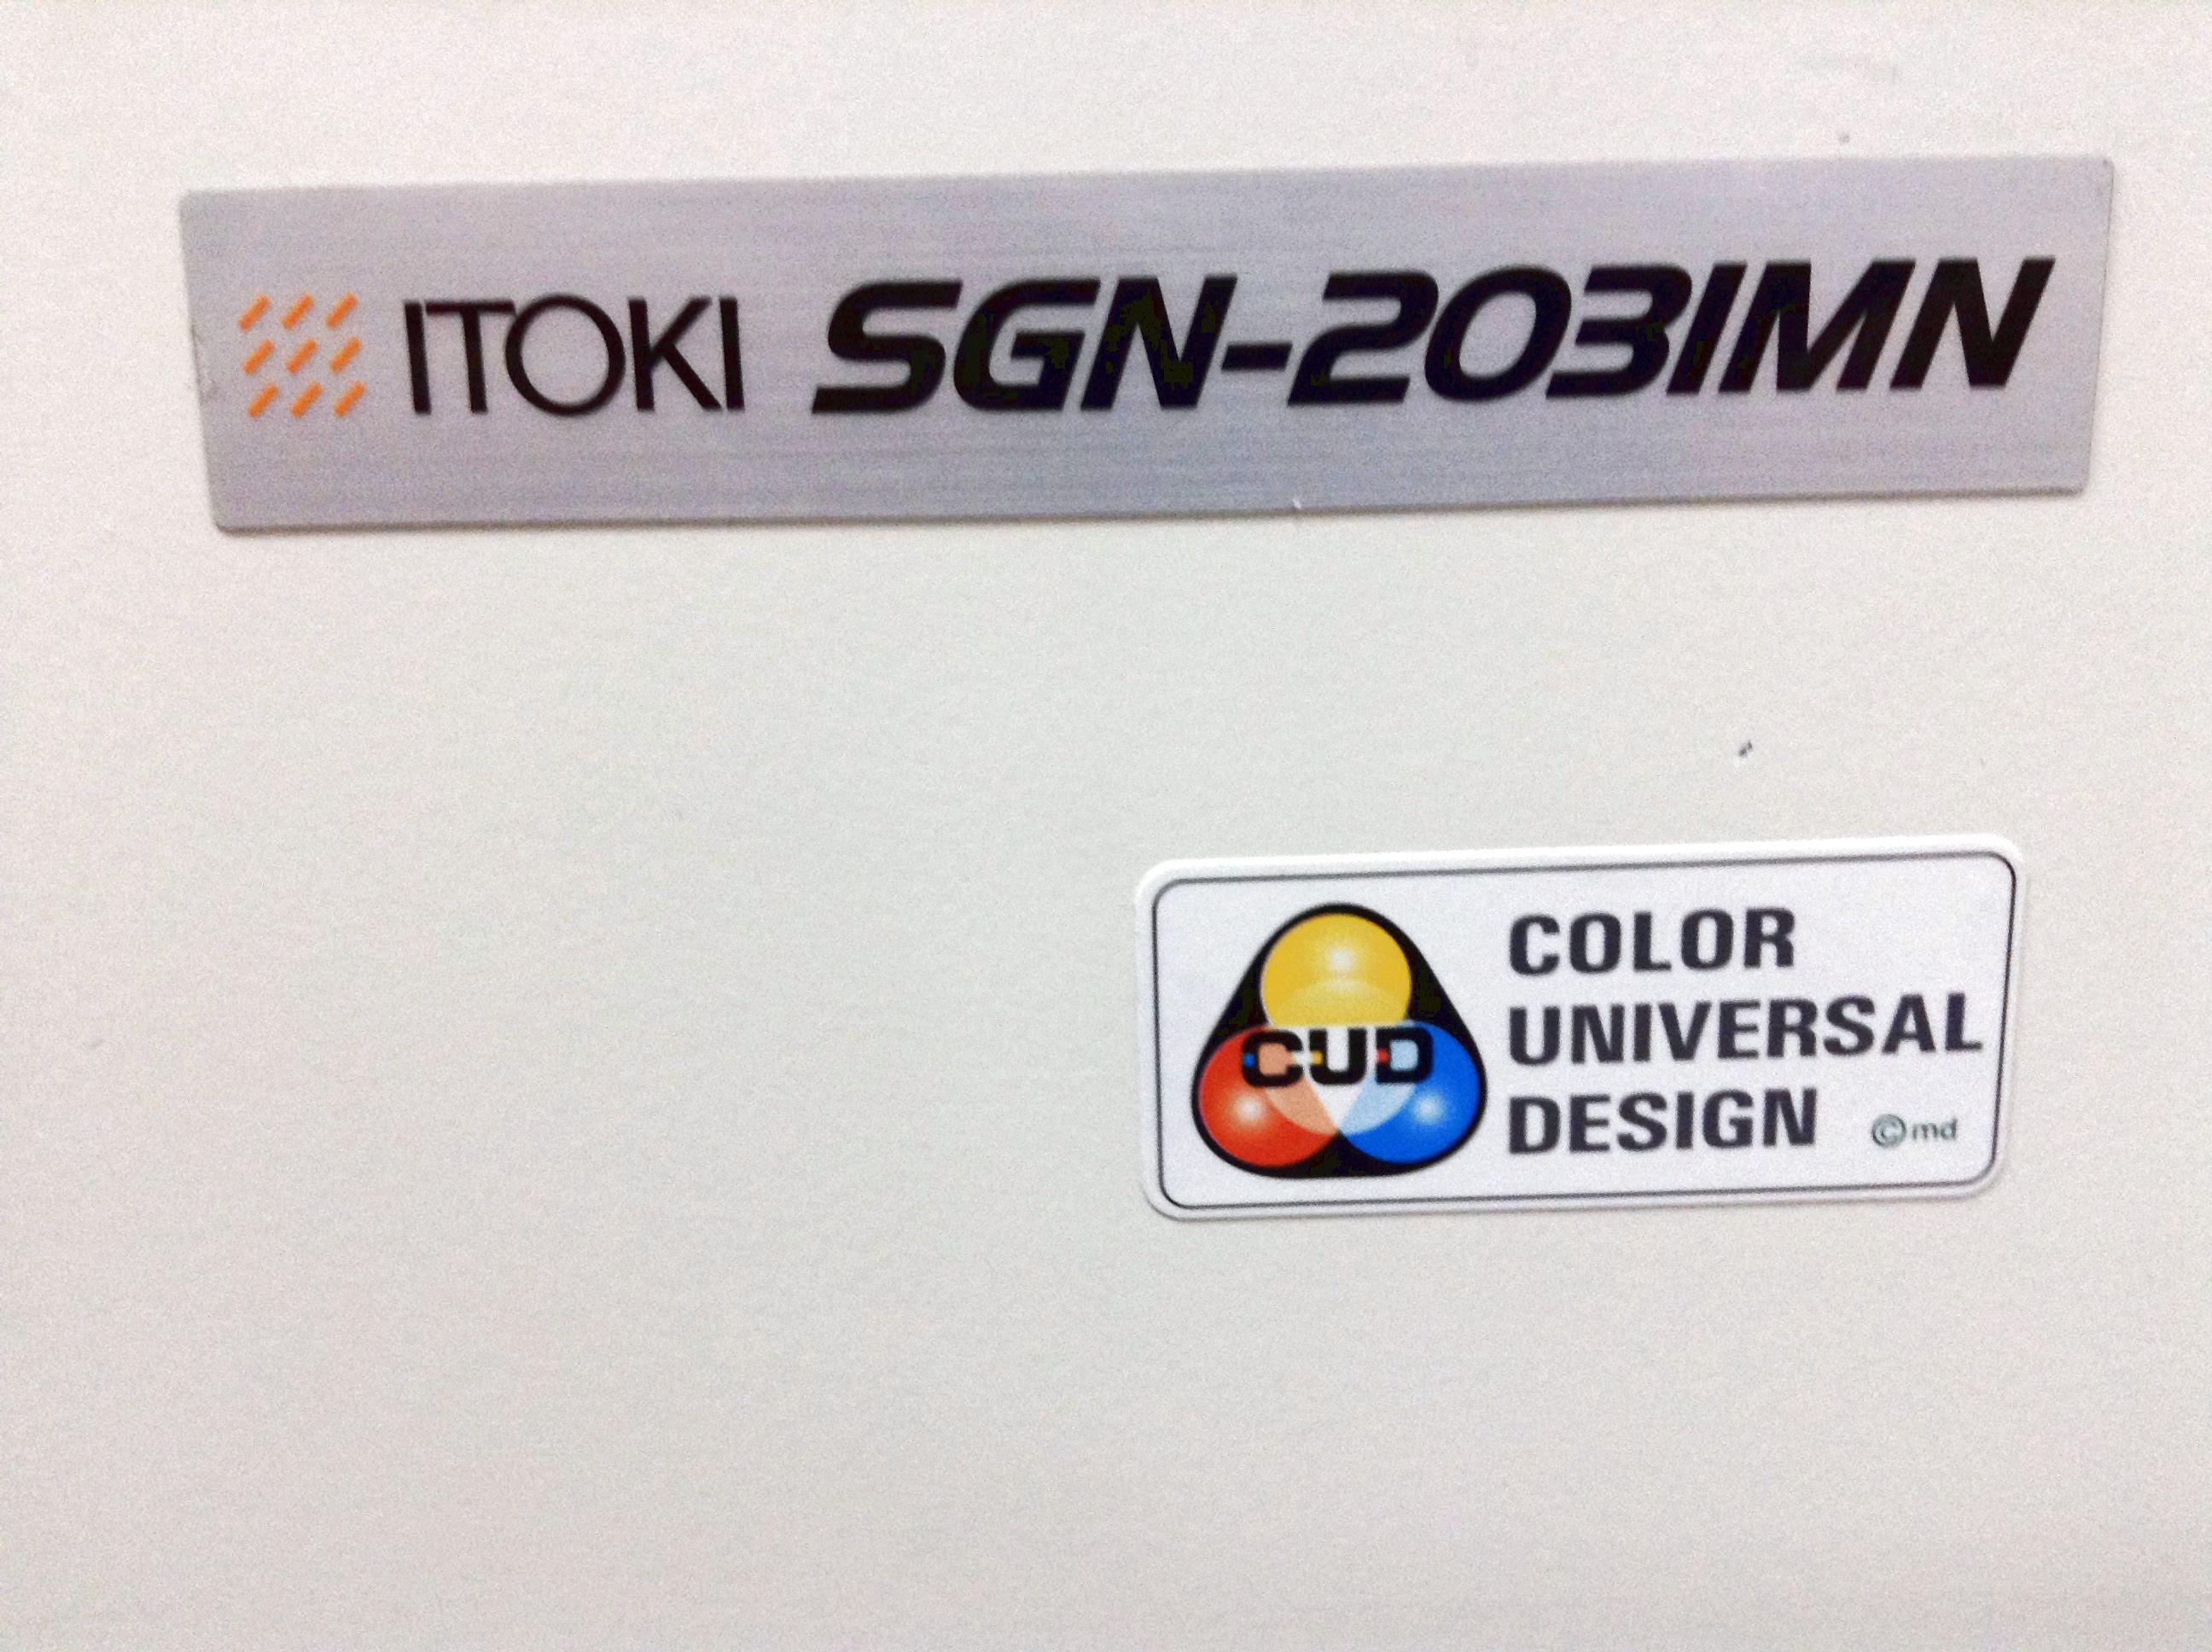 ITOKI SGN-2031MN
CUD
COLOR
UNIVERSAL
DESIGN ©md